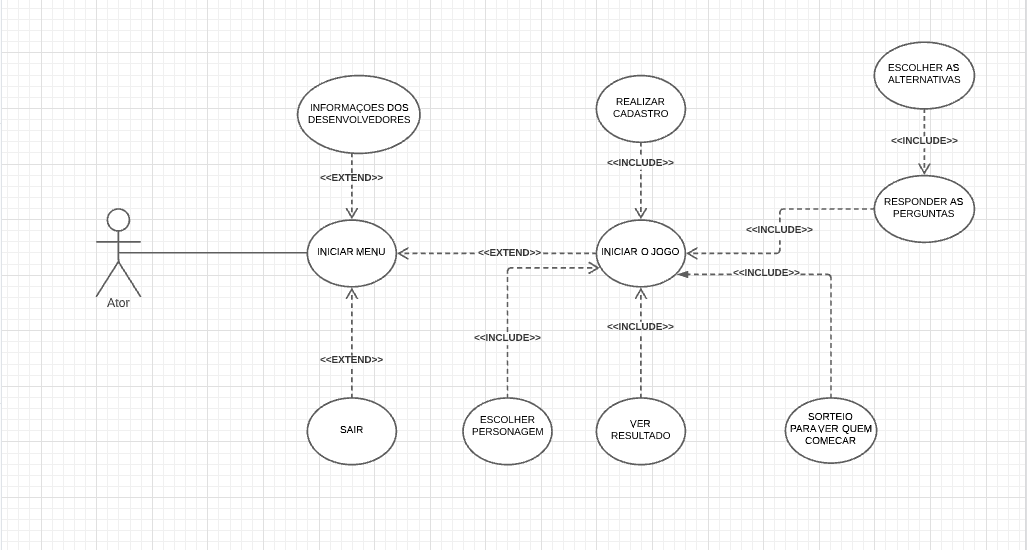 ESCOLHER AS
ALTERNATIVAS
INFORMAÇOES DOS
DESENVOLVEDORES
REALIZAR
CADASTRO
<<INCLUDE>>
<<INCLUDE>>
<<EXTEND>>
RESPONDER AS
PERGUNTAS
<<INCLUDE>>
INICIAR MENU
<<EXTEND>>
INICIAR O JOGO
<<INCLUDE>>
Ator
<<INCLUDE>>
<<INCLUDE>>
<<EXTEND>>
SAIR
ESCOLHER
PERSONAGEM
VER
RESULTADO
SORTEIO
PARA VER QUEM
COMECAR